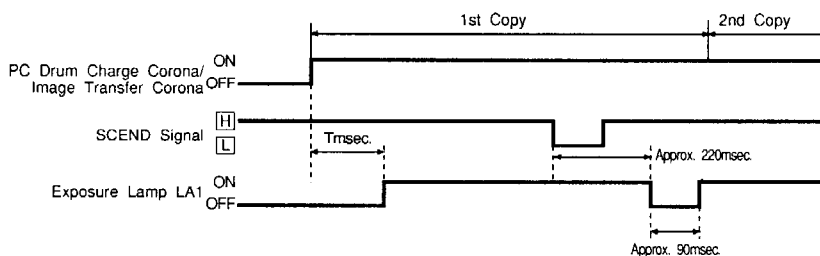 1st Copy
2nd Copy
PC Drum Charge Corona/
Image Transfer Corona
ON
OFF
SCEND Signal
H
L
Tmsec.
Approx. 220msec.
Exposure Lamp LA1
ON
OFF
Approx. 90msec.